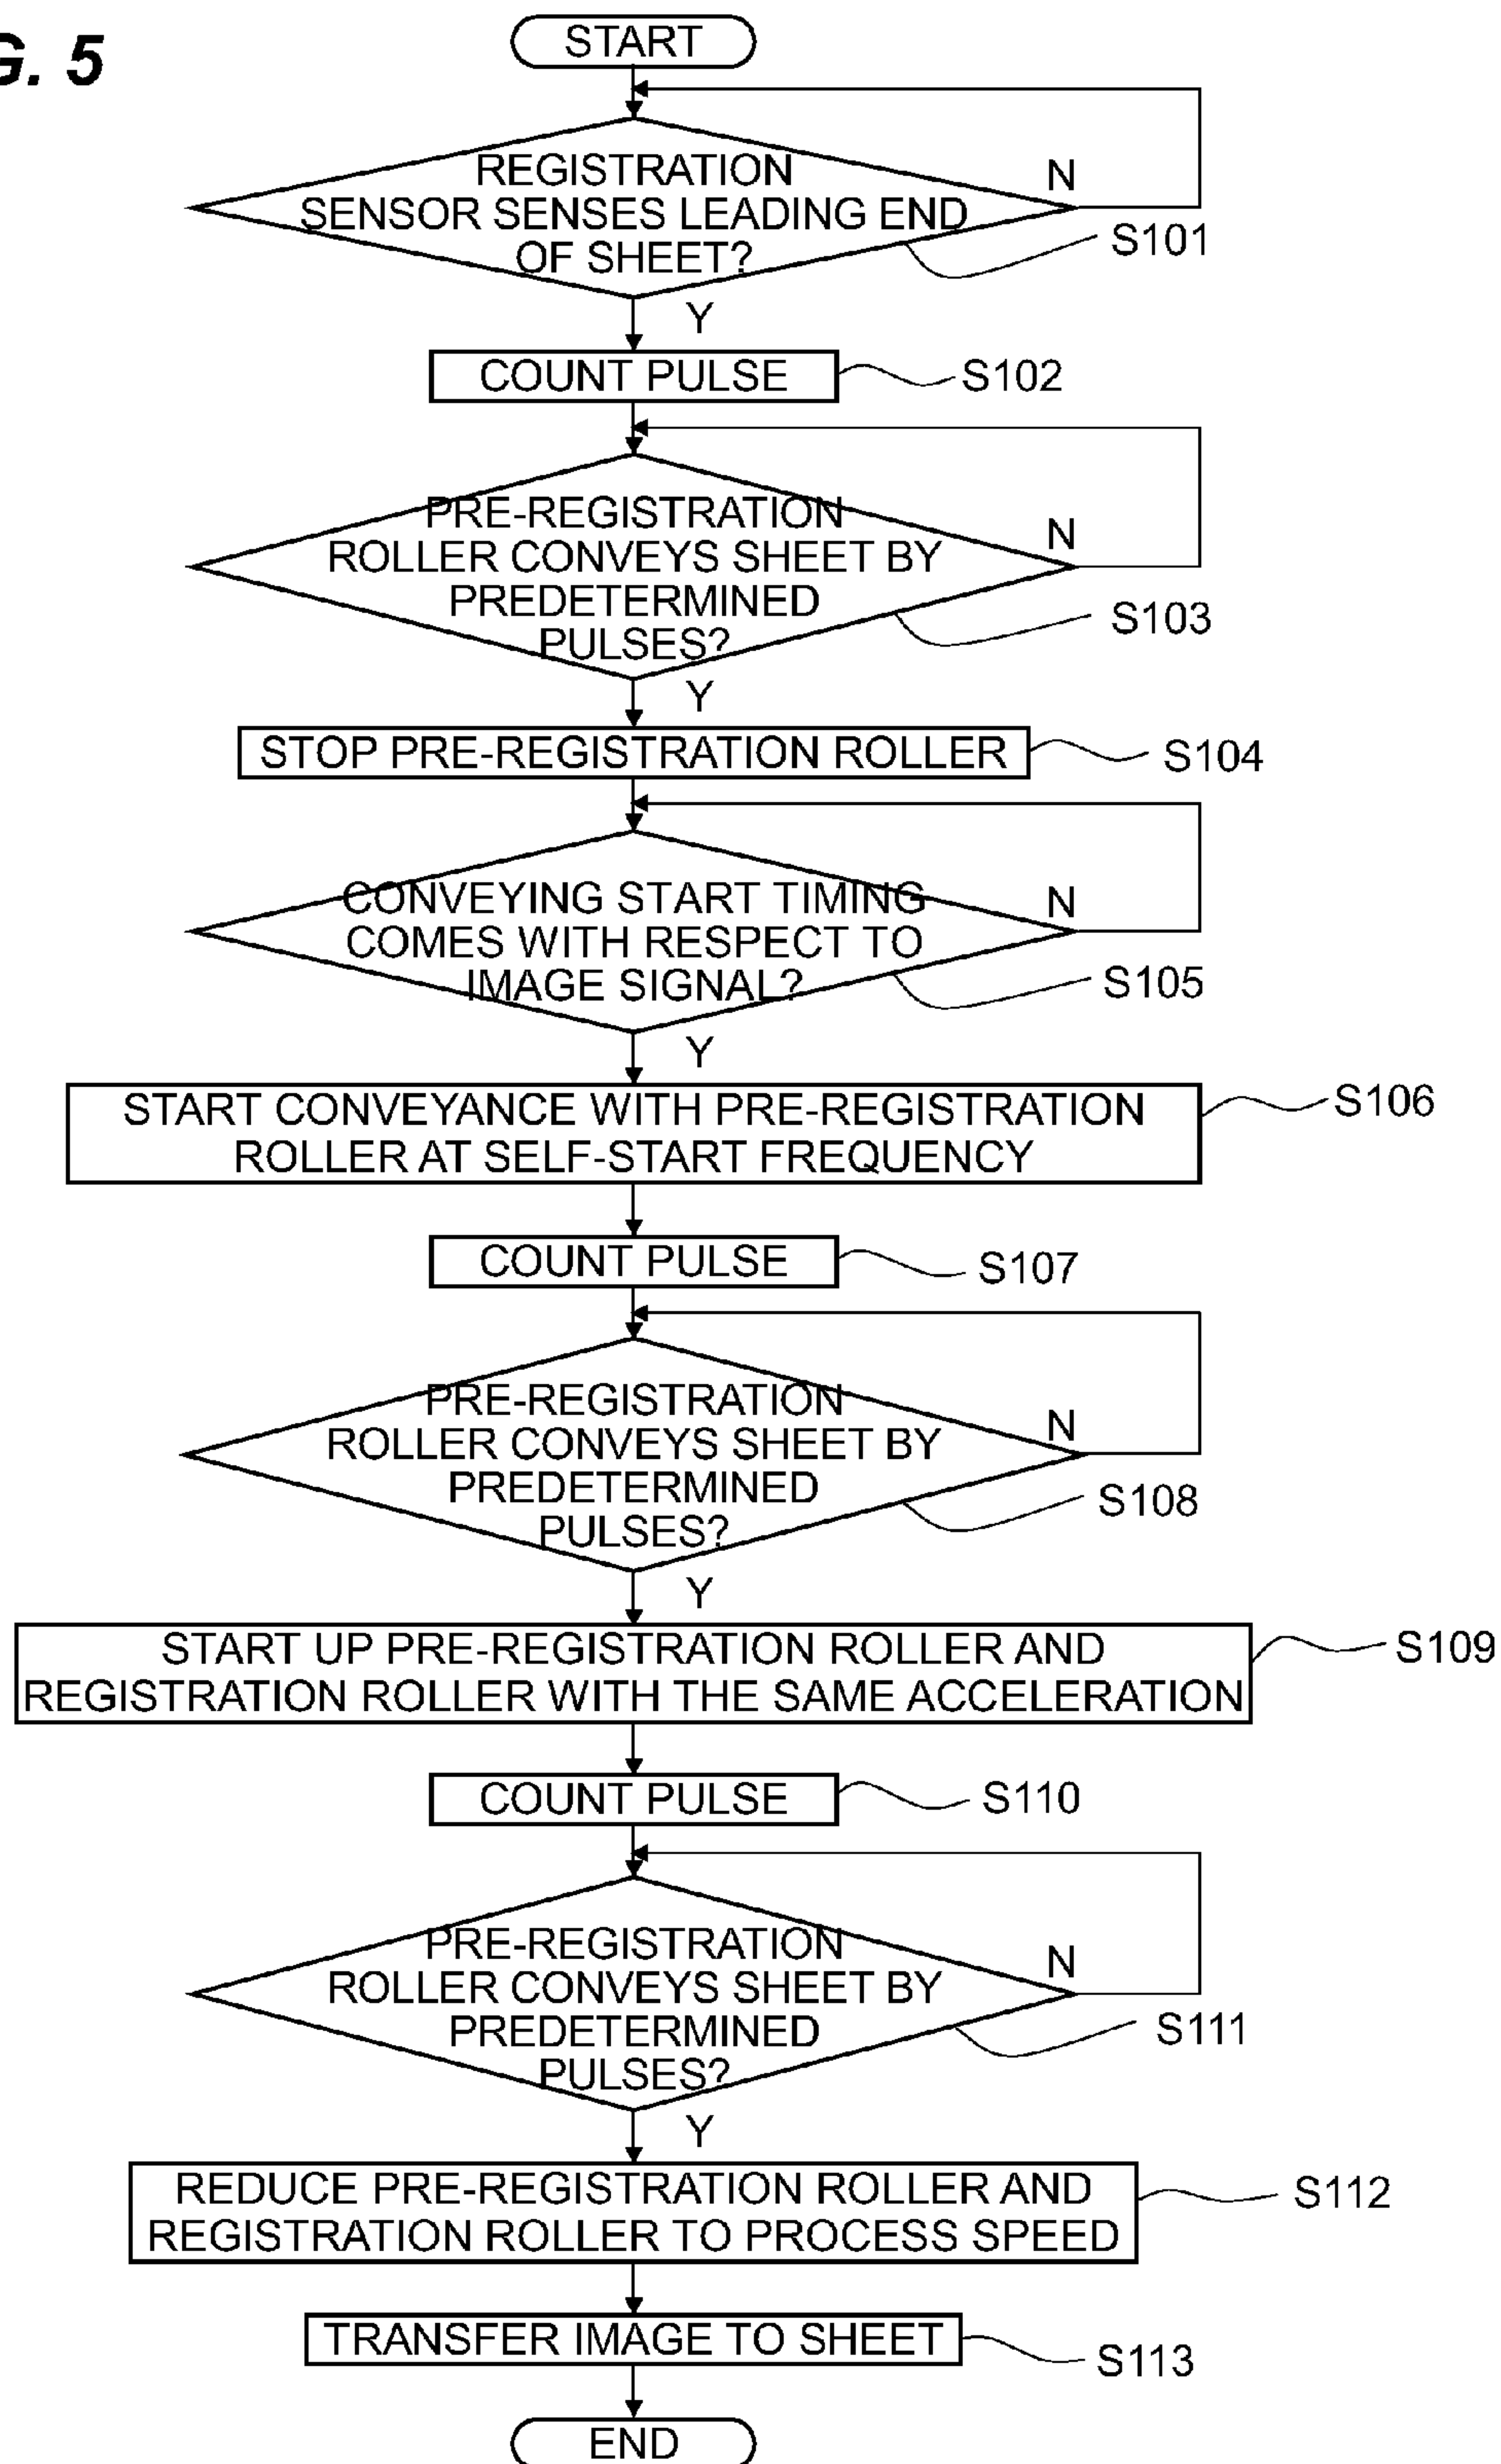 G. 5
START
REGISTRATION
SENSOR SENSES LEADING END
OF SHEET?
N
S101
Y
COUNT PULSE
S102
PRE-REGISTRATION
ROLLER CONVEYS SHEET BY
PREDETERMINED
PULSES?
N
S103
Y
STOP PRE-REGISTRATION ROLLER
S104
CONVEYING START TIMING
COMES WITH RESPECT TO
IMAGE SIGNAL?
N
S105
Y
START CONVEYANCE WITH PRE-REGISTRATION
ROLLER AT SELF-START FREQUENCY
S106
COUNT PULSE
S107
PRE-REGISTRATION
ROLLER CONVEYS SHEET BY
PREDETERMINED
PULSES?
N
S108
Y
START UP PRE-REGISTRATION ROLLER AND
REGISTRATION ROLLER WITH THE SAME ACCELERATION
S109
COUNT PULSE
S110
PRE-REGISTRATION
ROLLER CONVEYS SHEET BY
PREDETERMINED
PULSES?
N
S111
Y
REDUCE PRE-REGISTRATION ROLLER AND
REGISTRATION ROLLER TO PROCESS SPEED
S112
TRANSFER IMAGE TO SHEET
S113
END